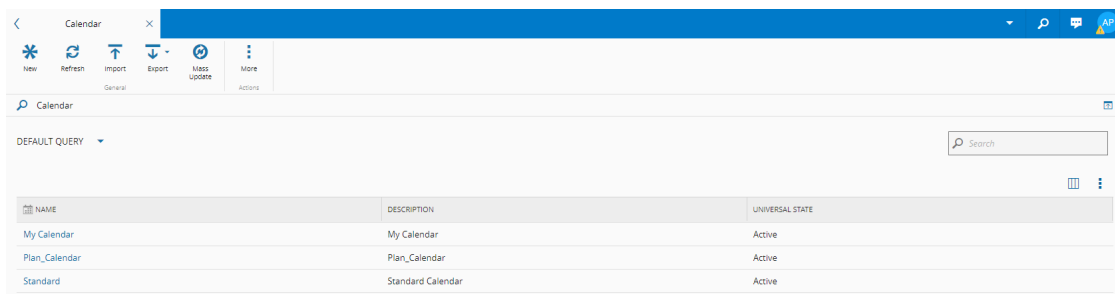 Calendar
AP
New Refresh Import Export Mass Update More
General Actions
Calendar
DEFAULT QUERY
Search
NAME DESCRIPTION UNIVERSAL STATE
My Calendar My Calendar Active
Plan_Calendar Plan_Calendar Active
Standard Standard Calendar Active